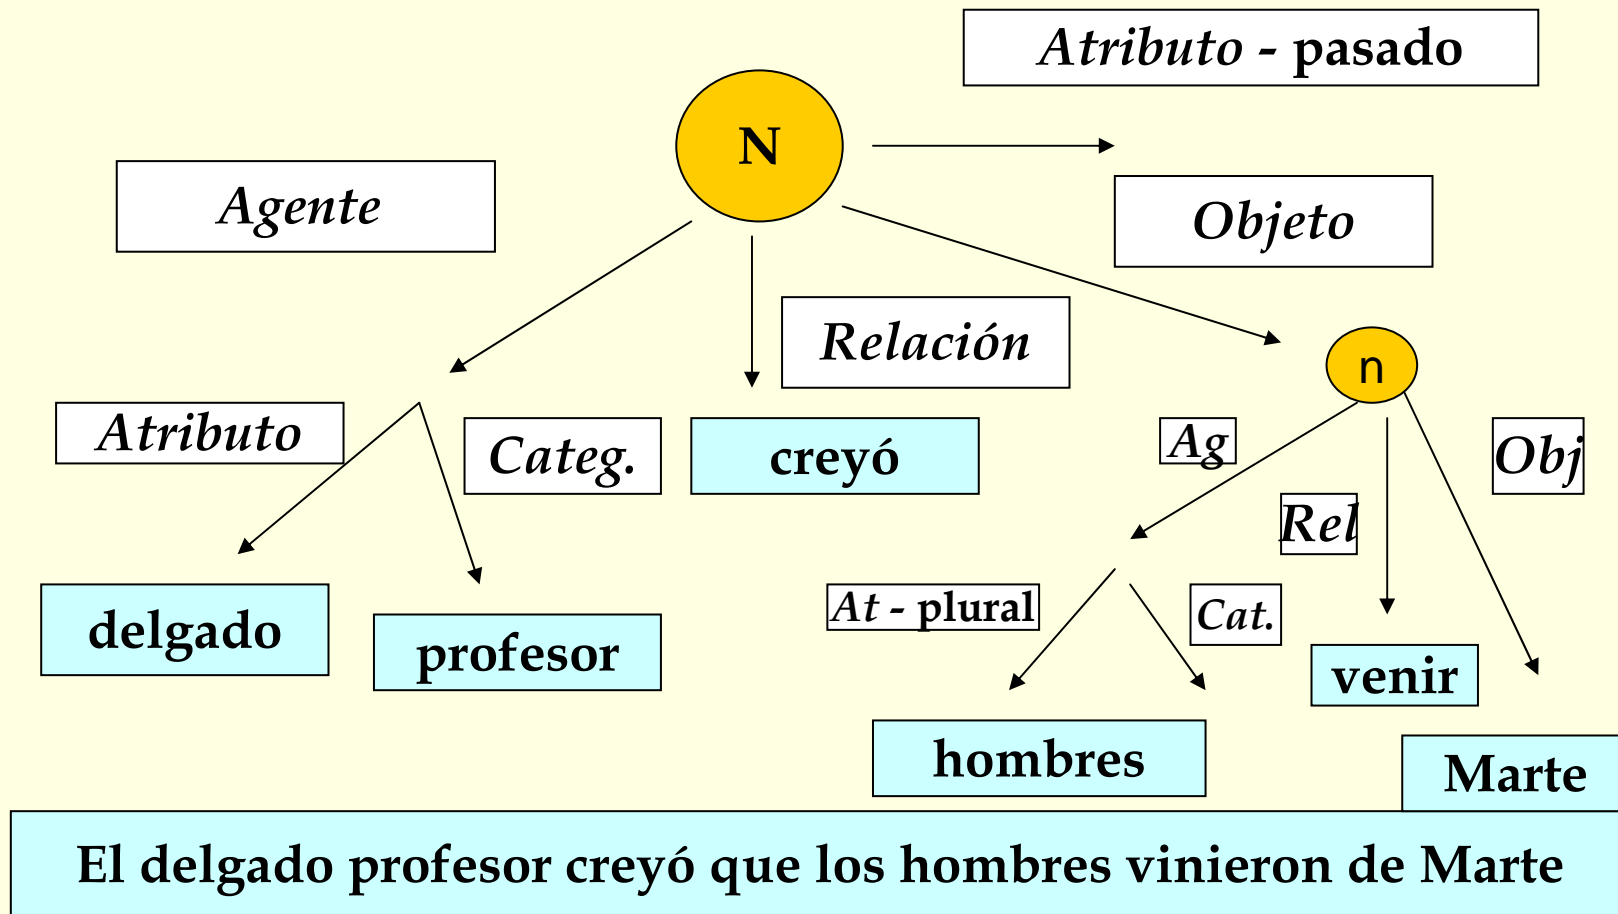 Atributo - pasado
N
Agente
Objeto
Relación
n
Atributo
Categ.
creyó
Ag
Obj
Rel
delgado
profesor
At - plural
Cat.
venir
hombres
Marte
El delgado profesor creyó que los hombres vinieron de Marte